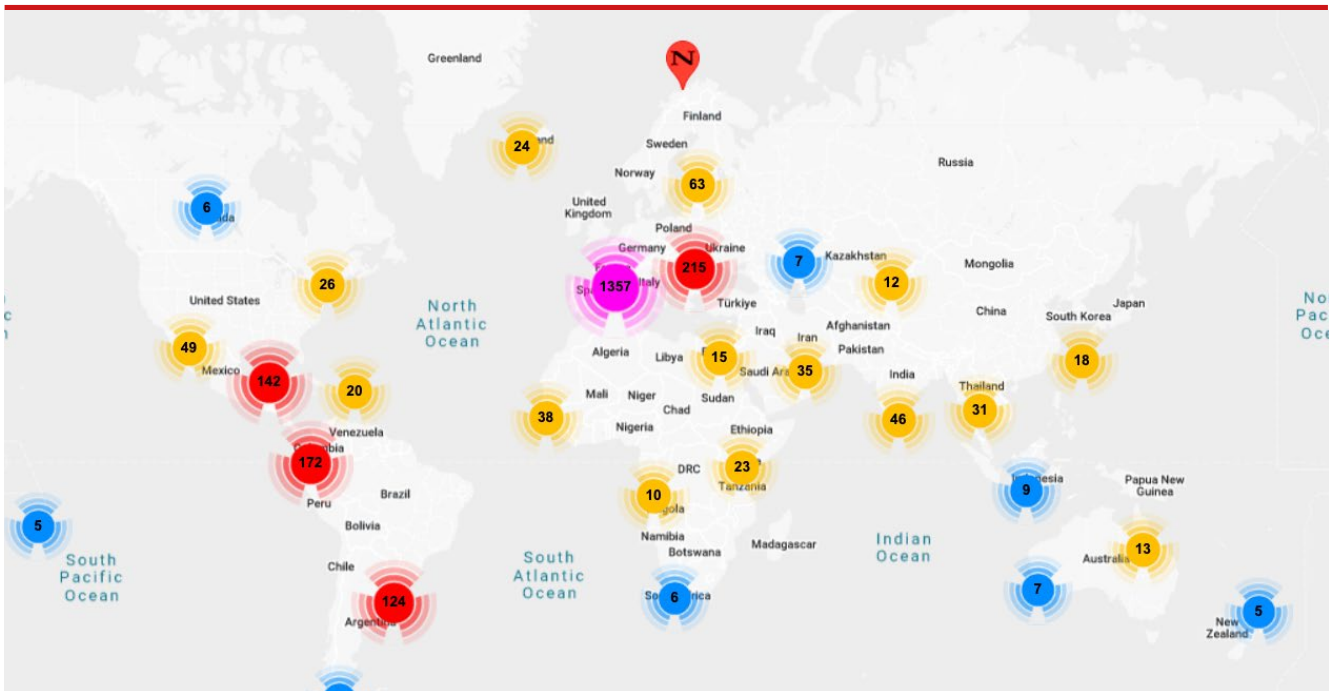 Greenland
N
Finland
24
Sweden
Russia
Norway
63
6
United
Kingdom
Poland
Germany
Ukraine
7
Kazakhstan
215
Mongolia
26
1357
Italy
12
United States
North
Atlantic
Ocean
Türkiye
China
Japan
South Korea
49
Iraq
Iran
Afghanistan
Pakistan
Algeria
Libya
15
18
Mexico
142
35
Saudi Ara
India
Thailand
20
Mali
Niger
Sudan
Chad
38
46
31
Venezuela
Nigeria
Ethiopia
172
DRC
23
Tanzania
Brazil
10
9
Papua New
Guinea
Peru
5
Bolivia
Namibia
Botswana
Madagascar
Indian
Ocean
13
Australia
South
Pacific
Ocean
Chile
South
Atlantic
Ocean
124
6
7
5
Argentina
New
Zealand